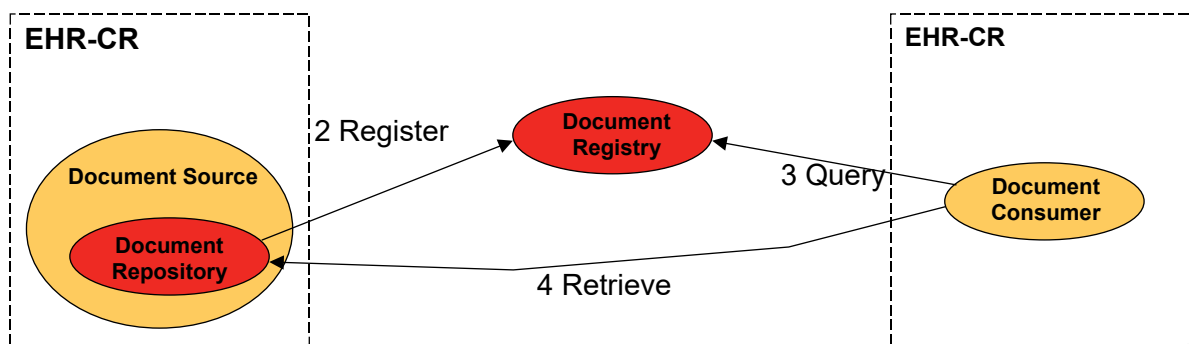 EHR-CR
EHR-CR
2 Register
Document
Registry
3 Query
Document Source
Document
Repository
Document
Consumer
4 Retrieve